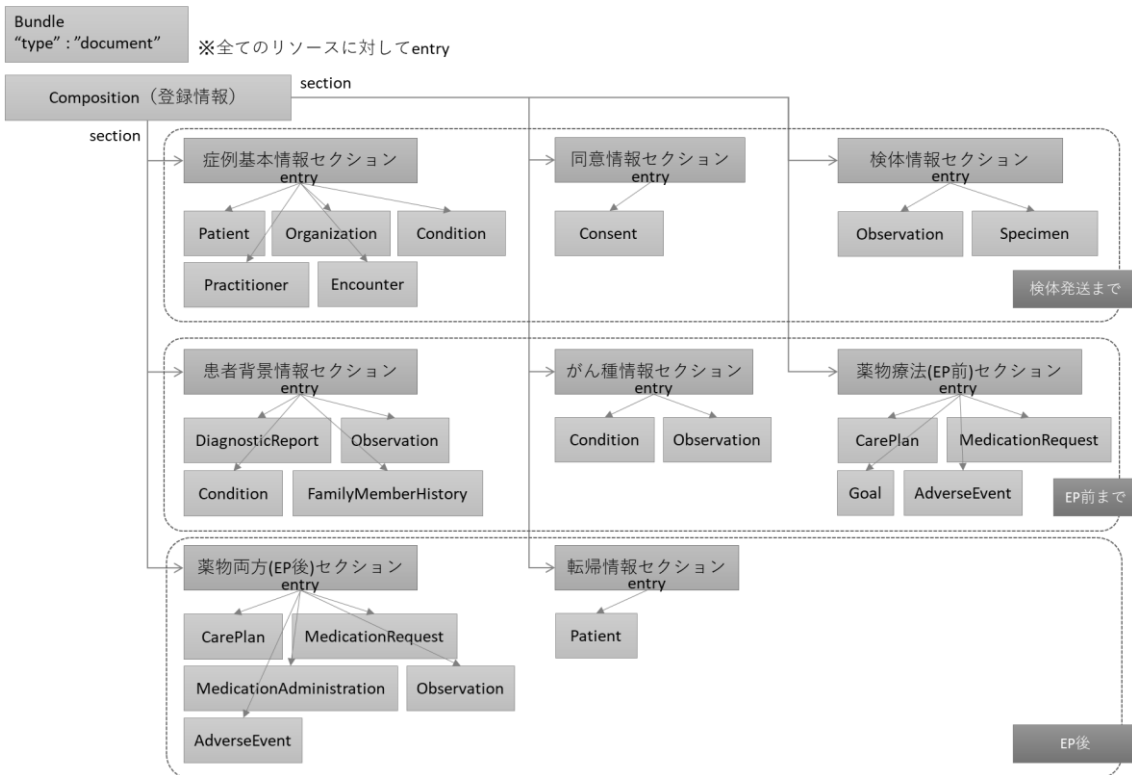 Bundle
“type” : ”document”
※全てのリソースに対してentry
Composition（登録情報）
section
section
症例基本情報セクション
entry
Patient
Organization
Condition
Practitioner
Encounter
同意情報セクション
entry
Consent
検体情報セクション
entry
Observation
Specimen
検体発送まで
患者背景情報セクション
entry
DiagnosticReport
Observation
Condition
FamilyMemberHistory
がん種情報セクション
entry
Condition
Observation
薬物療法(EP前)セクション
entry
CarePlan
MedicationRequest
Goal
AdverseEvent
EP前まで
薬物両方(EP後)セクション
entry
CarePlan
MedicationRequest
MedicationAdministration
Observation
AdverseEvent
転帰情報セクション
entry
Patient
EP後